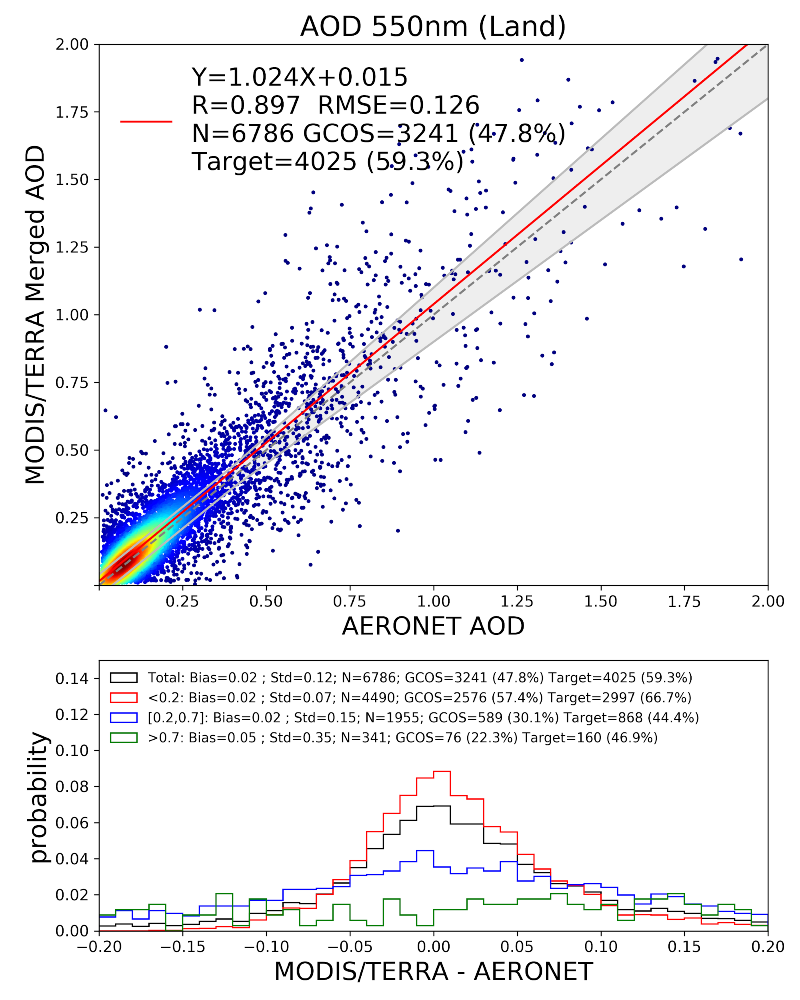 AOD 550nm (Land)
2.00
1.75
1.50
1.25
1.00
0.75
0.50
0.25
MODIS/TERRA Merged AOD
Y=1.024X+0.015
R=0.897 RMSE=0.126
N=6786 GCOS=3241 (47.8%)
Target=4025 (59.3%)
0.25 0.50 0.75 1.00 1.25 1.50 1.75 2.00
AERONET AOD
0.14
0.12
0.10
0.08
0.06
0.04
0.02
0.00
probability
Total: Bias=0.02 ; Std=0.12; N=6786; GCOS=3241 (47.8%) Target=4025 (59.3%)
<0.2: Bias=0.02 ; Std=0.07; N=4490; GCOS=2576 (57.4%) Target=2997 (66.7%)
[0.2,0.7]: Bias=0.02 ; Std=0.15; N=1955; GCOS=589 (30.1%) Target=868 (44.4%)
>0.7: Bias=0.05 ; Std=0.35; N=341; GCOS=76 (22.3%) Target=160 (46.9%)
−0.20 −0.15 −0.10 −0.05 0.00 0.05 0.10 0.15 0.20
MODIS/TERRA - AERONET